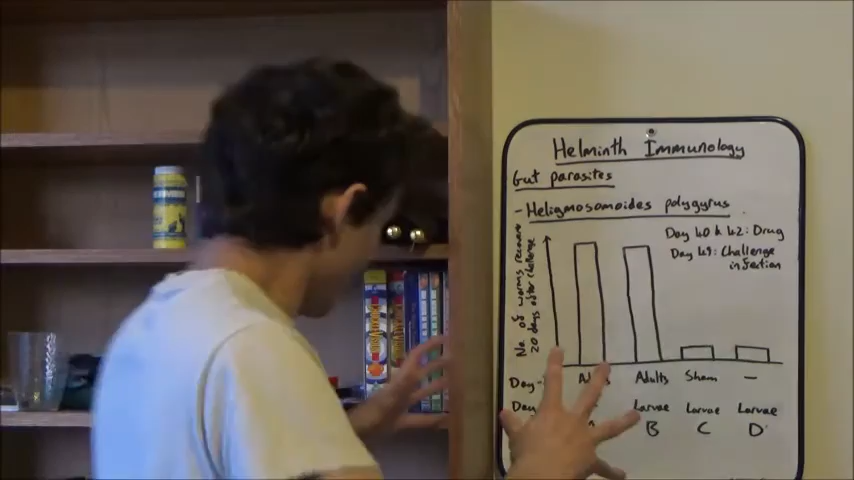 Helminth Immunology
Gut parasites
- Heligmosomoides polygyrus
Day 40 & 42: Drug
Day 49: Challenge
infection
No. of worms recovered
20 days after challenge
Day
Adults Sham —
Day Larvae Larvae Larvae
B C D